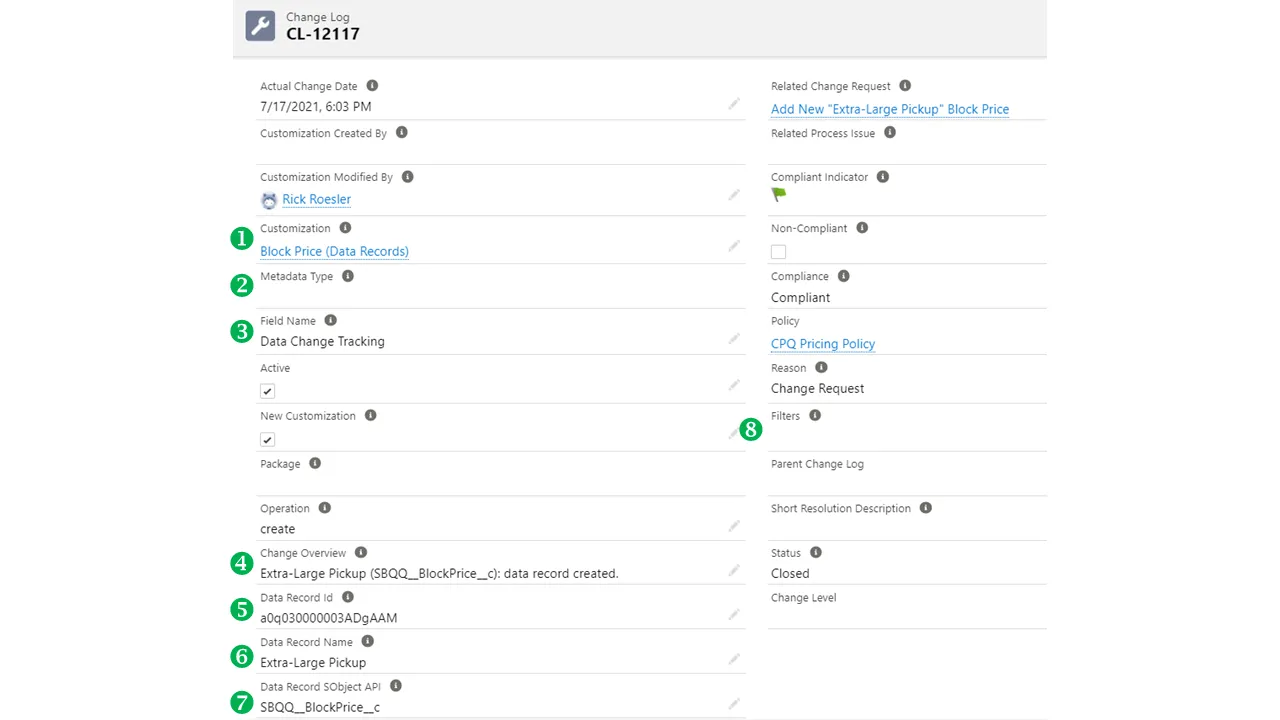 Change Log
CL-12117
Actual Change Date
7/17/2021, 6:03 PM
Customization Created By
Customization Modified By
Rick Roesler
1 Customization
Block Price (Data Records)
2 Metadata Type
3 Field Name
Data Change Tracking
Active
New Customization
Package
Operation
create
4 Change Overview
Extra-Large Pickup (SBQQ__BlockPrice__c): data record created.
5 Data Record Id
a0q030000003ADgAAM
6 Data Record Name
Extra-Large Pickup
7 Data Record SObject API
SBQQ__BlockPrice__c
Related Change Request
Add New "Extra-Large Pickup" Block Price
Related Process Issue
Compliant Indicator
Non-Compliant
Compliance
Compliant
Policy
CPQ Pricing Policy
Reason
Change Request
8 Filters
Parent Change Log
Short Resolution Description
Status
Closed
Change Level